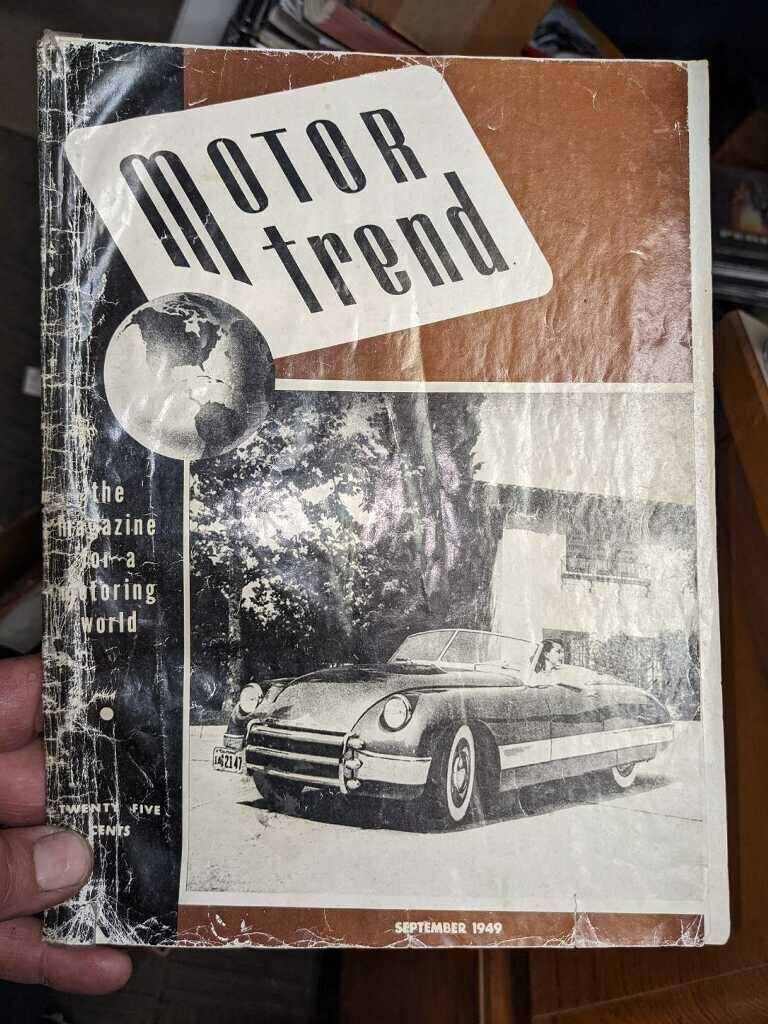 MOTOR
trend
the
magazine
for a
motoring
world
TWENTY FIVE
CENTS
SEPTEMBER 1949